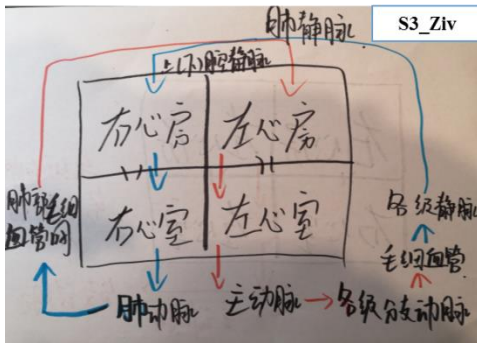 S3_Ziv
肺静脉
上(下)腔静脉
右心房
左心房
肺部毛细
血管网
右心室
左心室
各级静脉
毛细血管
肺动脉
主动脉
各级分支动脉